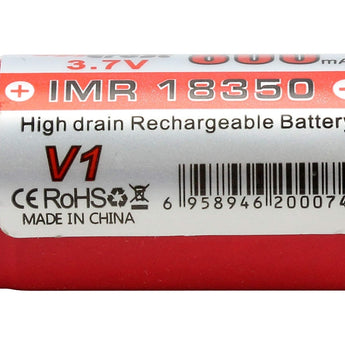 3.7V
IMR 18350
High drain Rechargeable Battery
V1
CE RoHS
MADE IN CHINA
6 958946 200074